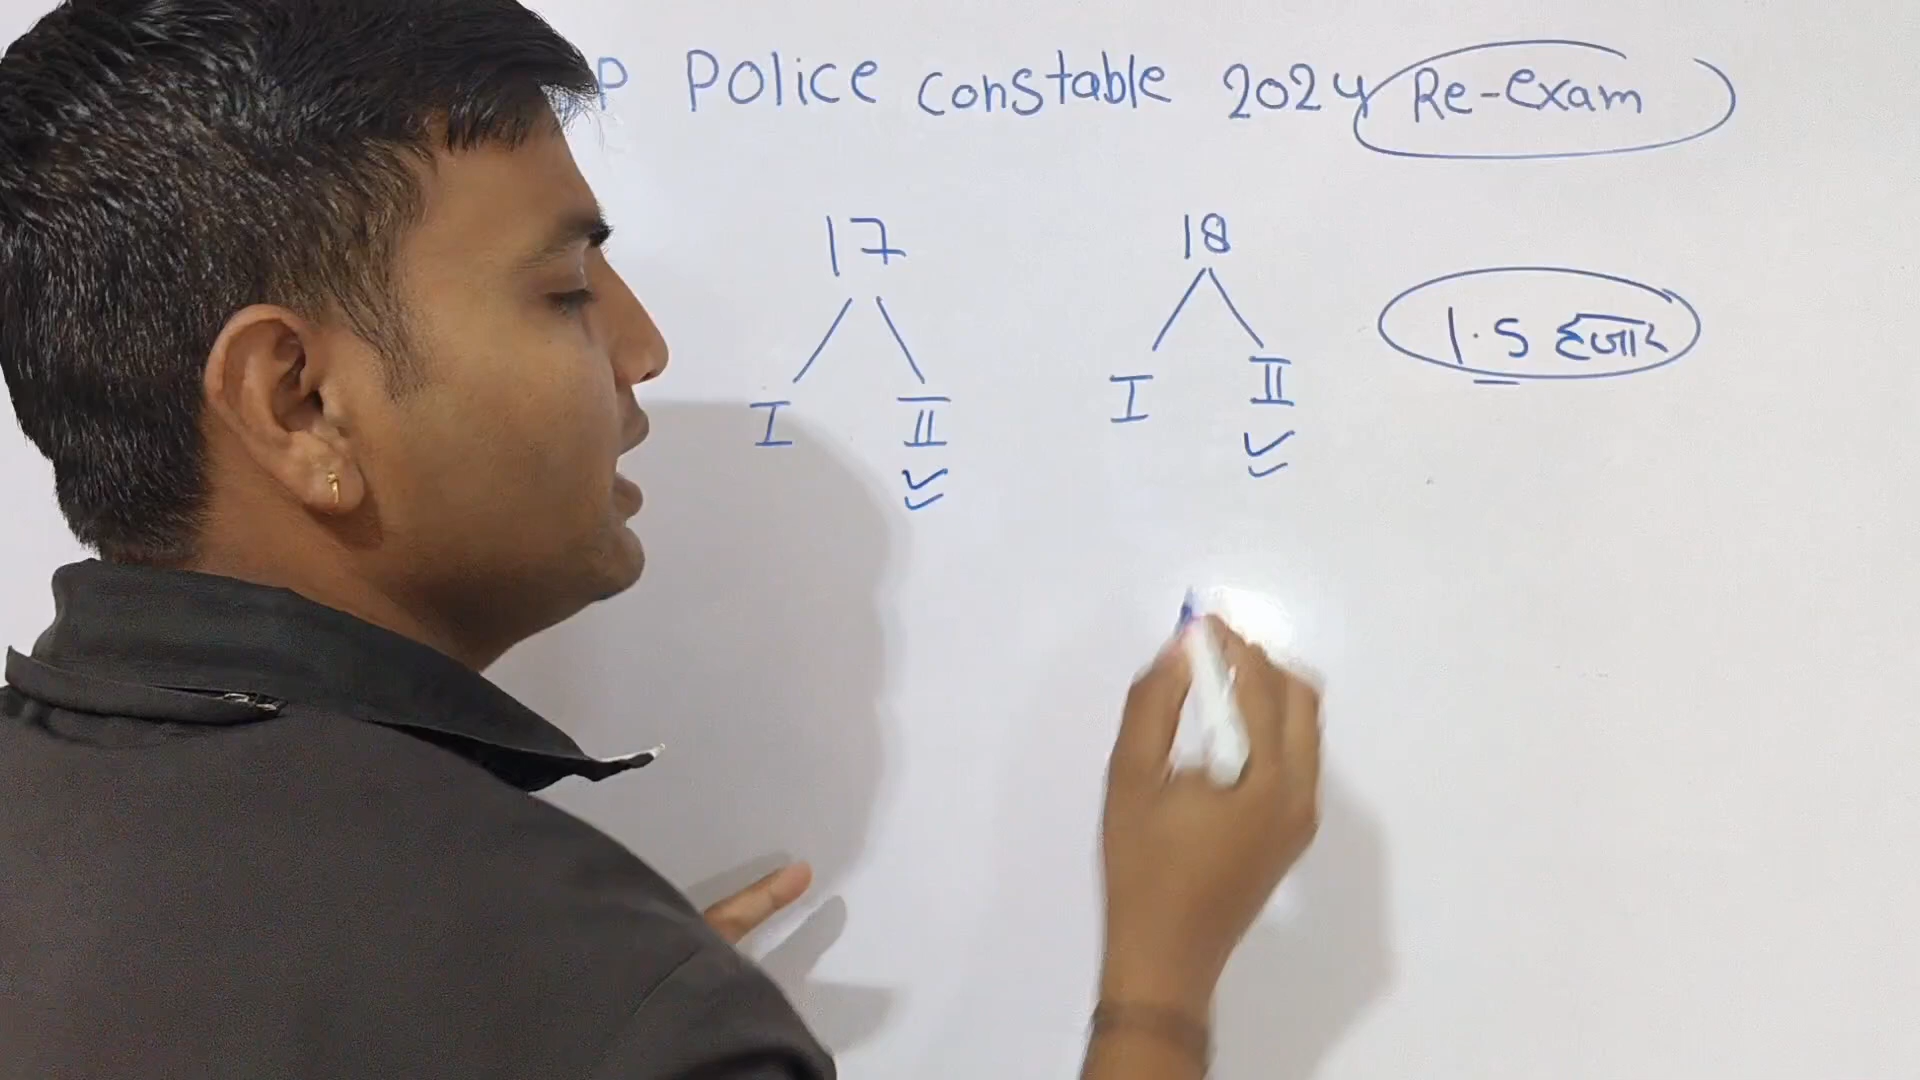 P Police Constable 2024 Re-exam
17 18
1.5 हजार
I II I II